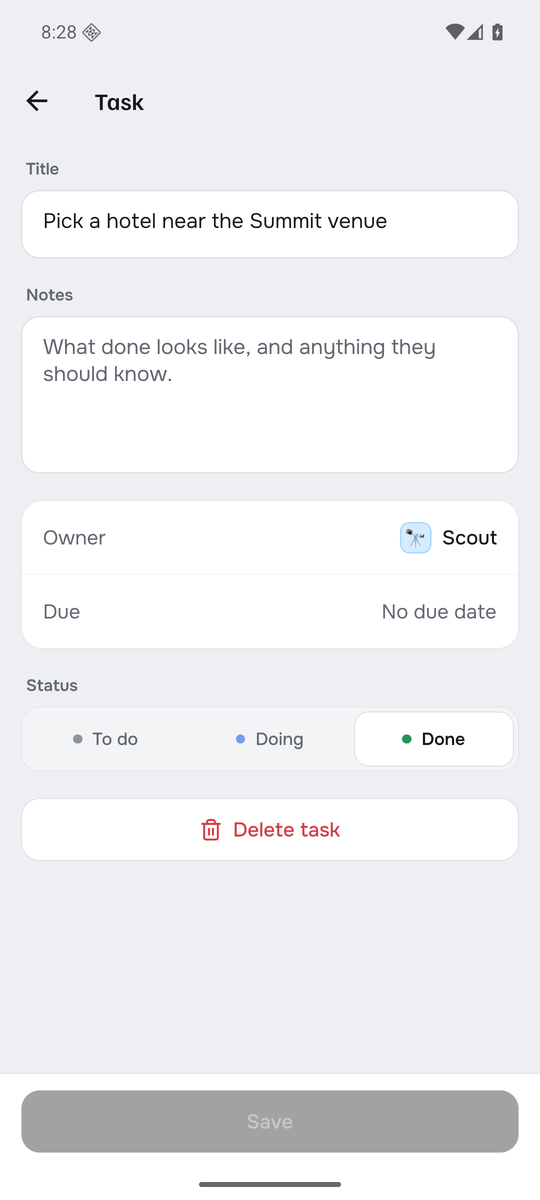 8:28
Task
Title
Pick a hotel near the Summit venue
Notes
What done looks like, and anything they
should know.
Owner
Scout
Due
No due date
Status
To do
Doing
Done
Delete task
Save